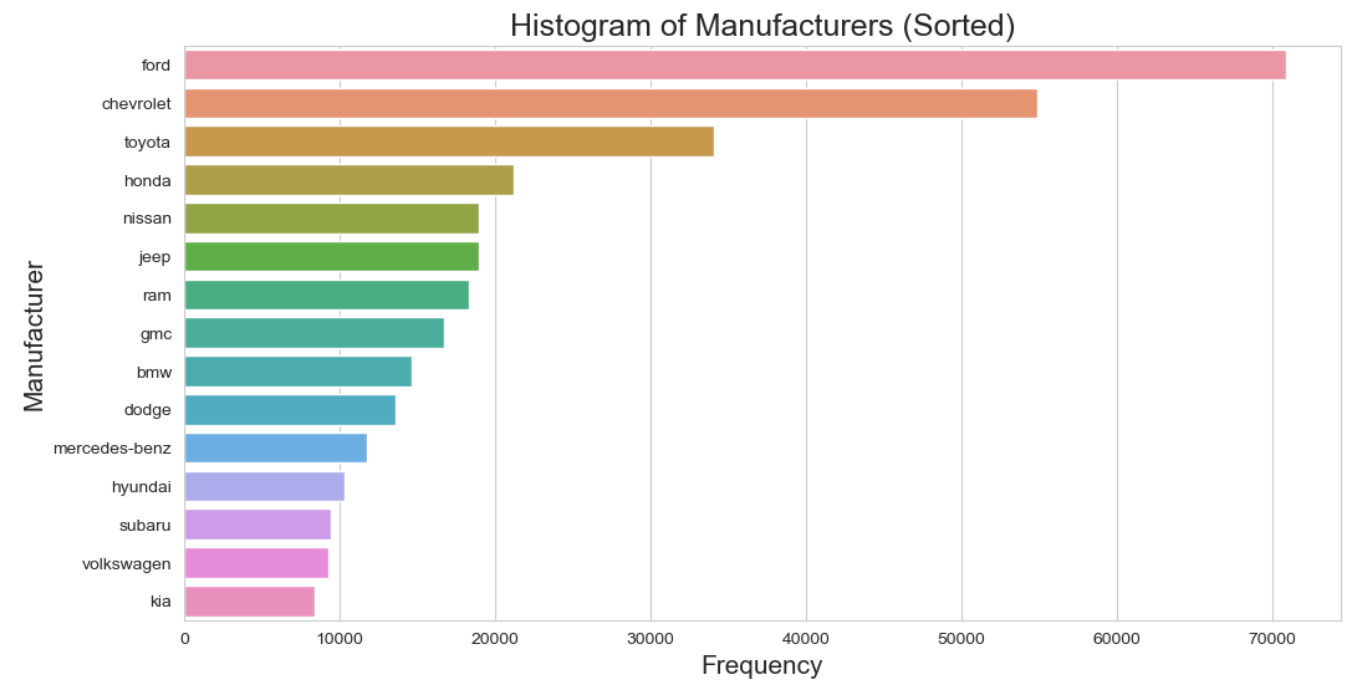 Histogram of Manufacturers (Sorted)
Manufacturer
ford
chevrolet
toyota
honda
nissan
jeep
ram
gmc
bmw
dodge
mercedes-benz
hyundai
subaru
volkswagen
kia
0 10000 20000 30000 40000 50000 60000 70000
Frequency